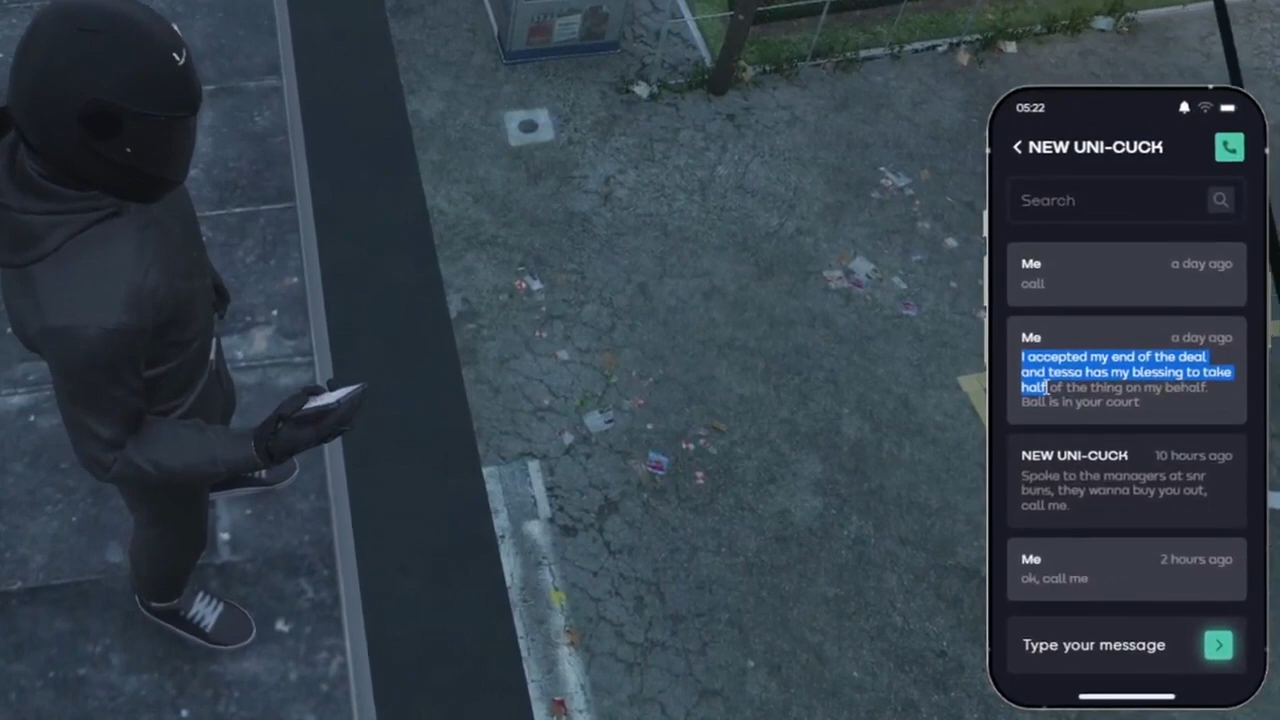 05:22
NEW UNI-CUCK
Search
Me a day ago
call
Me a day ago
I accepted my end of the deal
and tessa has my blessing to take
half of the thing on my behalf.
Ball is in your court
NEW UNI-CUCK 10 hours ago
Spoke to the managers at snr
buns, they wanna buy you out,
call me.
Me 2 hours ago
ok, call me
Type your message